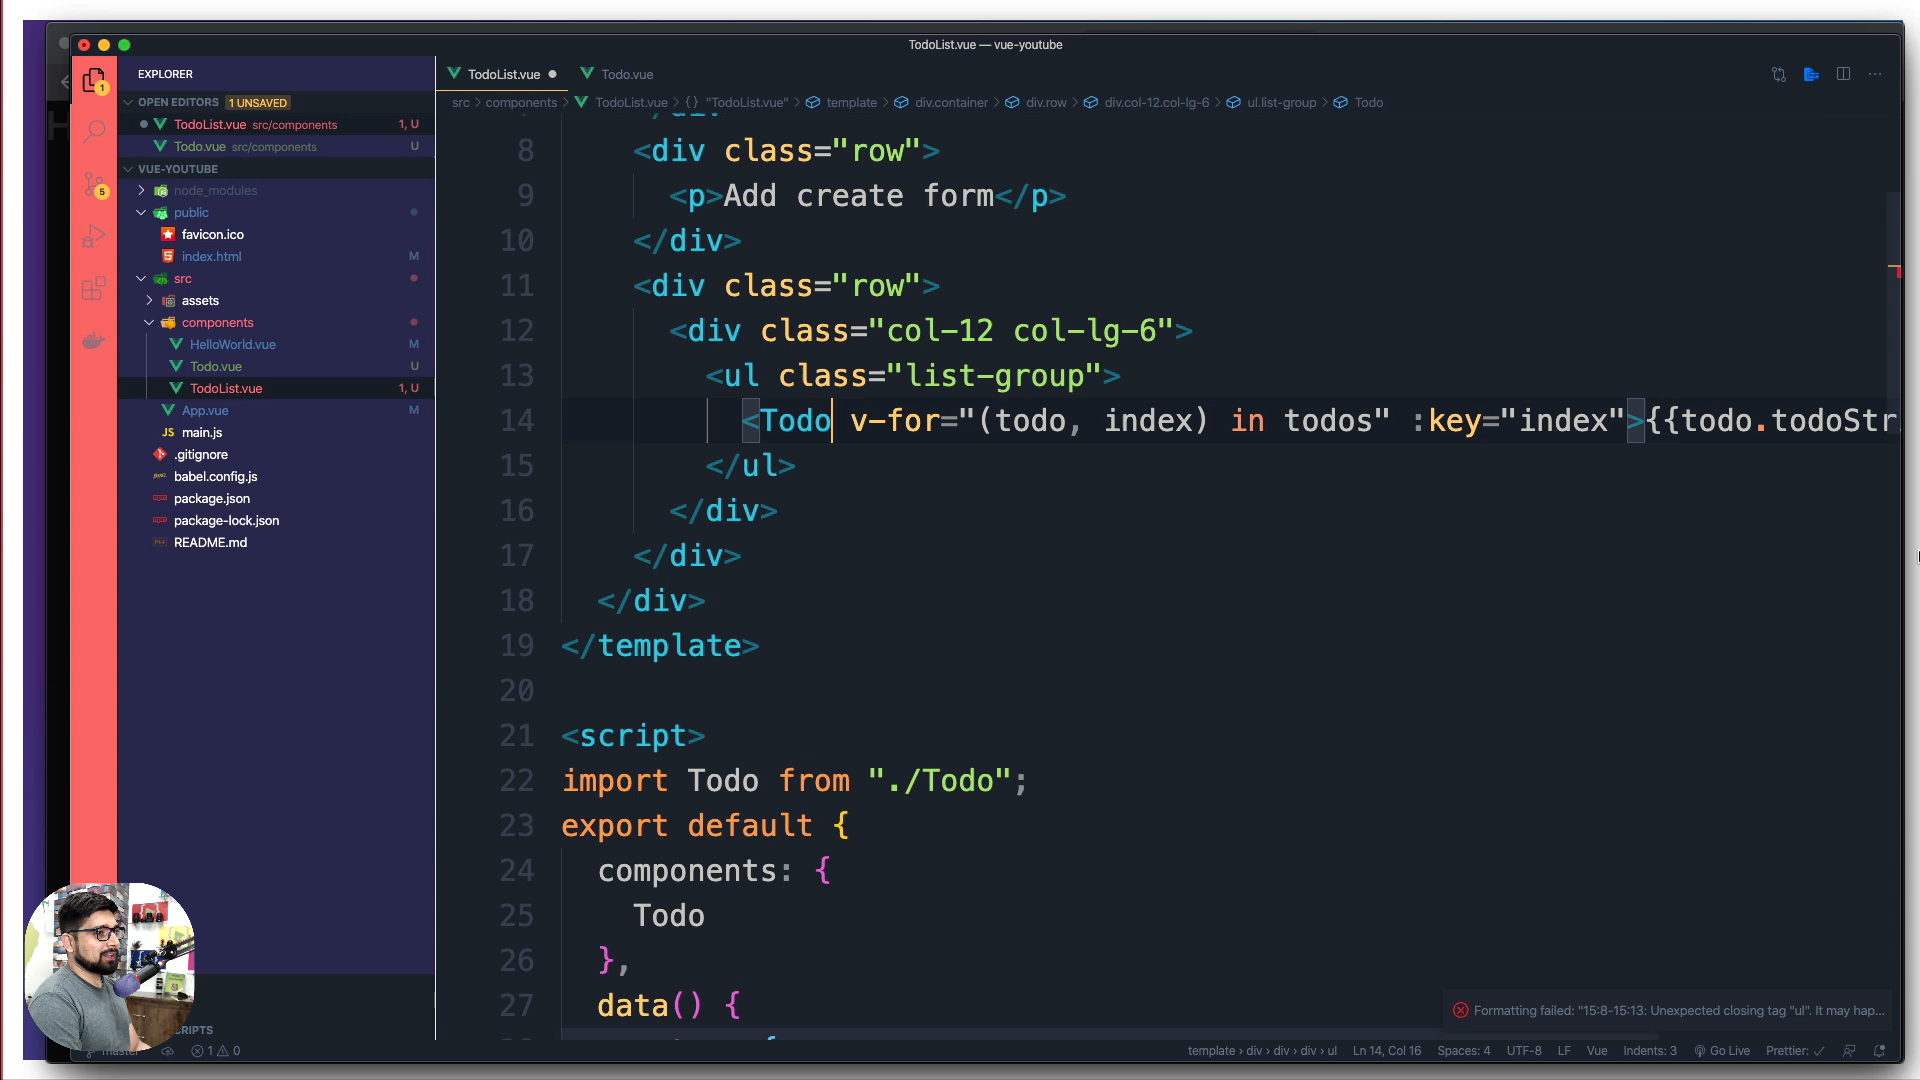 TodoList.vue — vue-youtube
EXPLORER
TodoList.vue
Todo.vue
OPEN EDITORS 1 UNSAVED
src > components > TodoList.vue > {} "TodoList.vue" > template > div.container > div.row > div.col-12.col-lg-6 > ul.list-group > Todo
TodoList.vue src/components 1, U
Todo.vue src/components U
VUE-YOUTUBE
node_modules
public
favicon.ico
index.html M
src
assets
components
HelloWorld.vue M
Todo.vue U
TodoList.vue 1, U
App.vue M
main.js
.gitignore
babel.config.js
package.json
package-lock.json
README.md
1
5
8 <div class="row">
9 <p>Add create form</p>
10 </div>
11 <div class="row">
12 <div class="col-12 col-lg-6">
13 <ul class="list-group">
14 <Todo v-for="(todo, index) in todos" :key="index">{{todo.todoStr
15 </ul>
16 </div>
17 </div>
18 </div>
19 </template>
20
21 <script>
22 import Todo from "./Todo";
23 export default {
24 components: {
25 Todo
26 },
27 data() {
Formatting failed: "15:8-15:13: Unexpected closing tag "ul". It may hap...
1 0
template › div › div › div › ul
Ln 14, Col 16
Spaces: 4
UTF-8
LF
Vue
Indents: 3
Go Live
Prettier: ✓